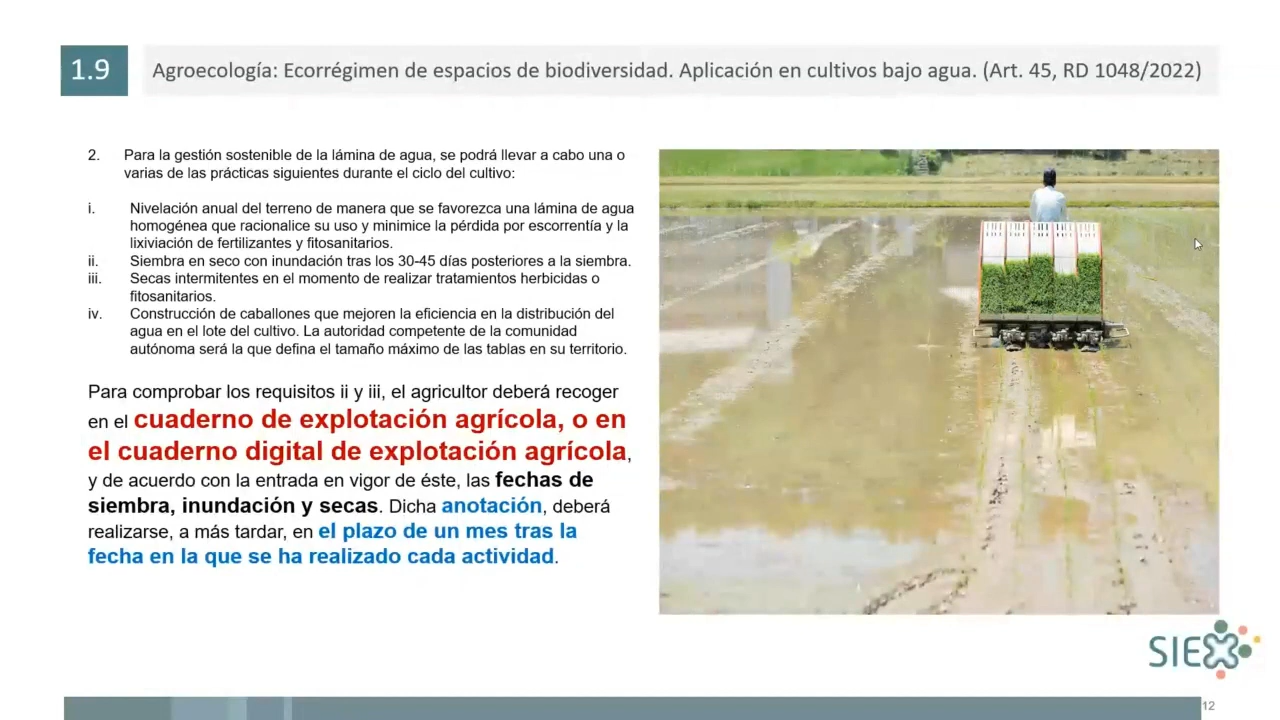 1.9
Agroecología: Ecorrégimen de espacios de biodiversidad. Aplicación en cultivos bajo agua. (Art. 45, RD 1048/2022)
2. Para la gestión sostenible de la lámina de agua, se podrá llevar a cabo una o
varias de las prácticas siguientes durante el ciclo del cultivo:
i. Nivelación anual del terreno de manera que se favorezca una lámina de agua
homogénea que racionalice su uso y minimice la pérdida por escorrentía y la
lixiviación de fertilizantes y fitosanitarios.
ii. Siembra en seco con inundación tras los 30-45 días posteriores a la siembra.
iii. Secas intermitentes en el momento de realizar tratamientos herbicidas o
fitosanitarios.
iv. Construcción de caballones que mejoren la eficiencia en la distribución del
agua en el lote del cultivo. La autoridad competente de la comunidad
autónoma será la que defina el tamaño máximo de las tablas en su territorio.
Para comprobar los requisitos ii y iii, el agricultor deberá recoger
en el cuaderno de explotación agrícola, o en
el cuaderno digital de explotación agrícola,
y de acuerdo con la entrada en vigor de éste, las fechas de
siembra, inundación y secas. Dicha anotación, deberá
realizarse, a más tardar, en el plazo de un mes tras la
fecha en la que se ha realizado cada actividad.
SIEX
12